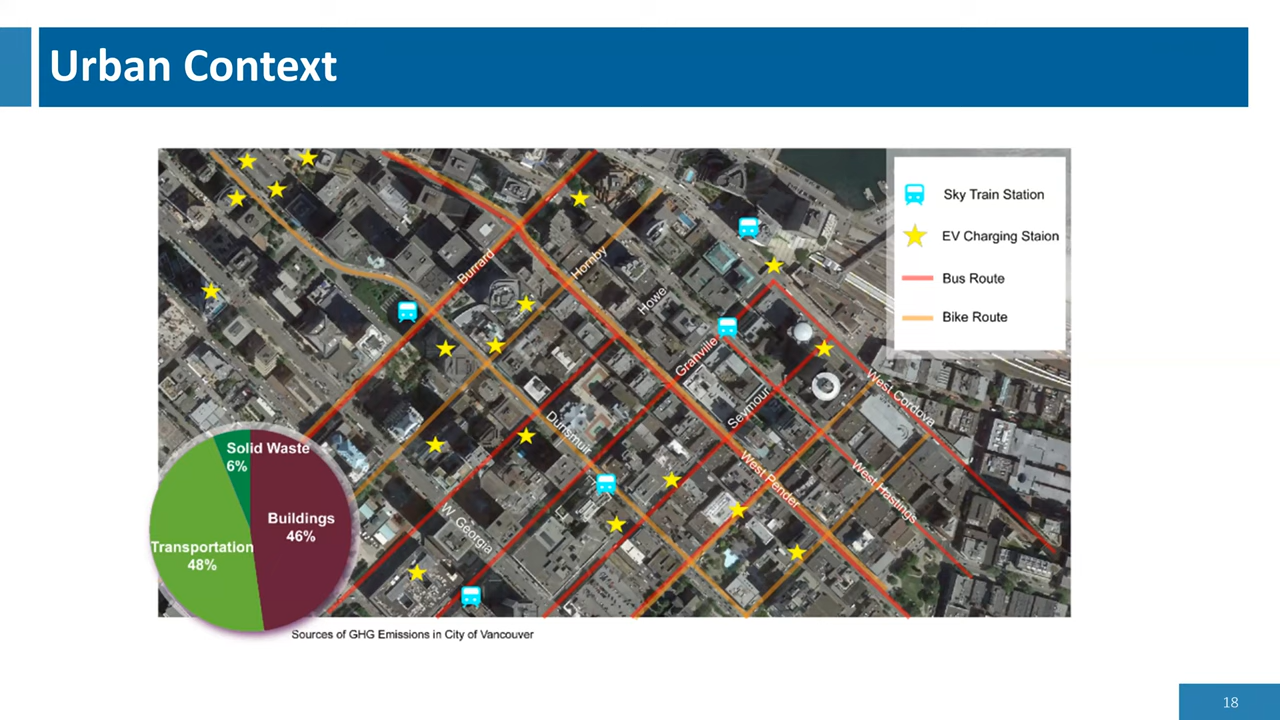 Urban Context
Sky Train Station
EV Charging Staion
Bus Route
Bike Route
Burrard
Hornby
Howe
Granville
Seymour
West Cordova
Dunsmuir
West Pender
West Hastings
W. Georgia
Solid Waste
6%
Buildings
46%
Transportation
48%
Sources of GHG Emissions in City of Vancouver
18